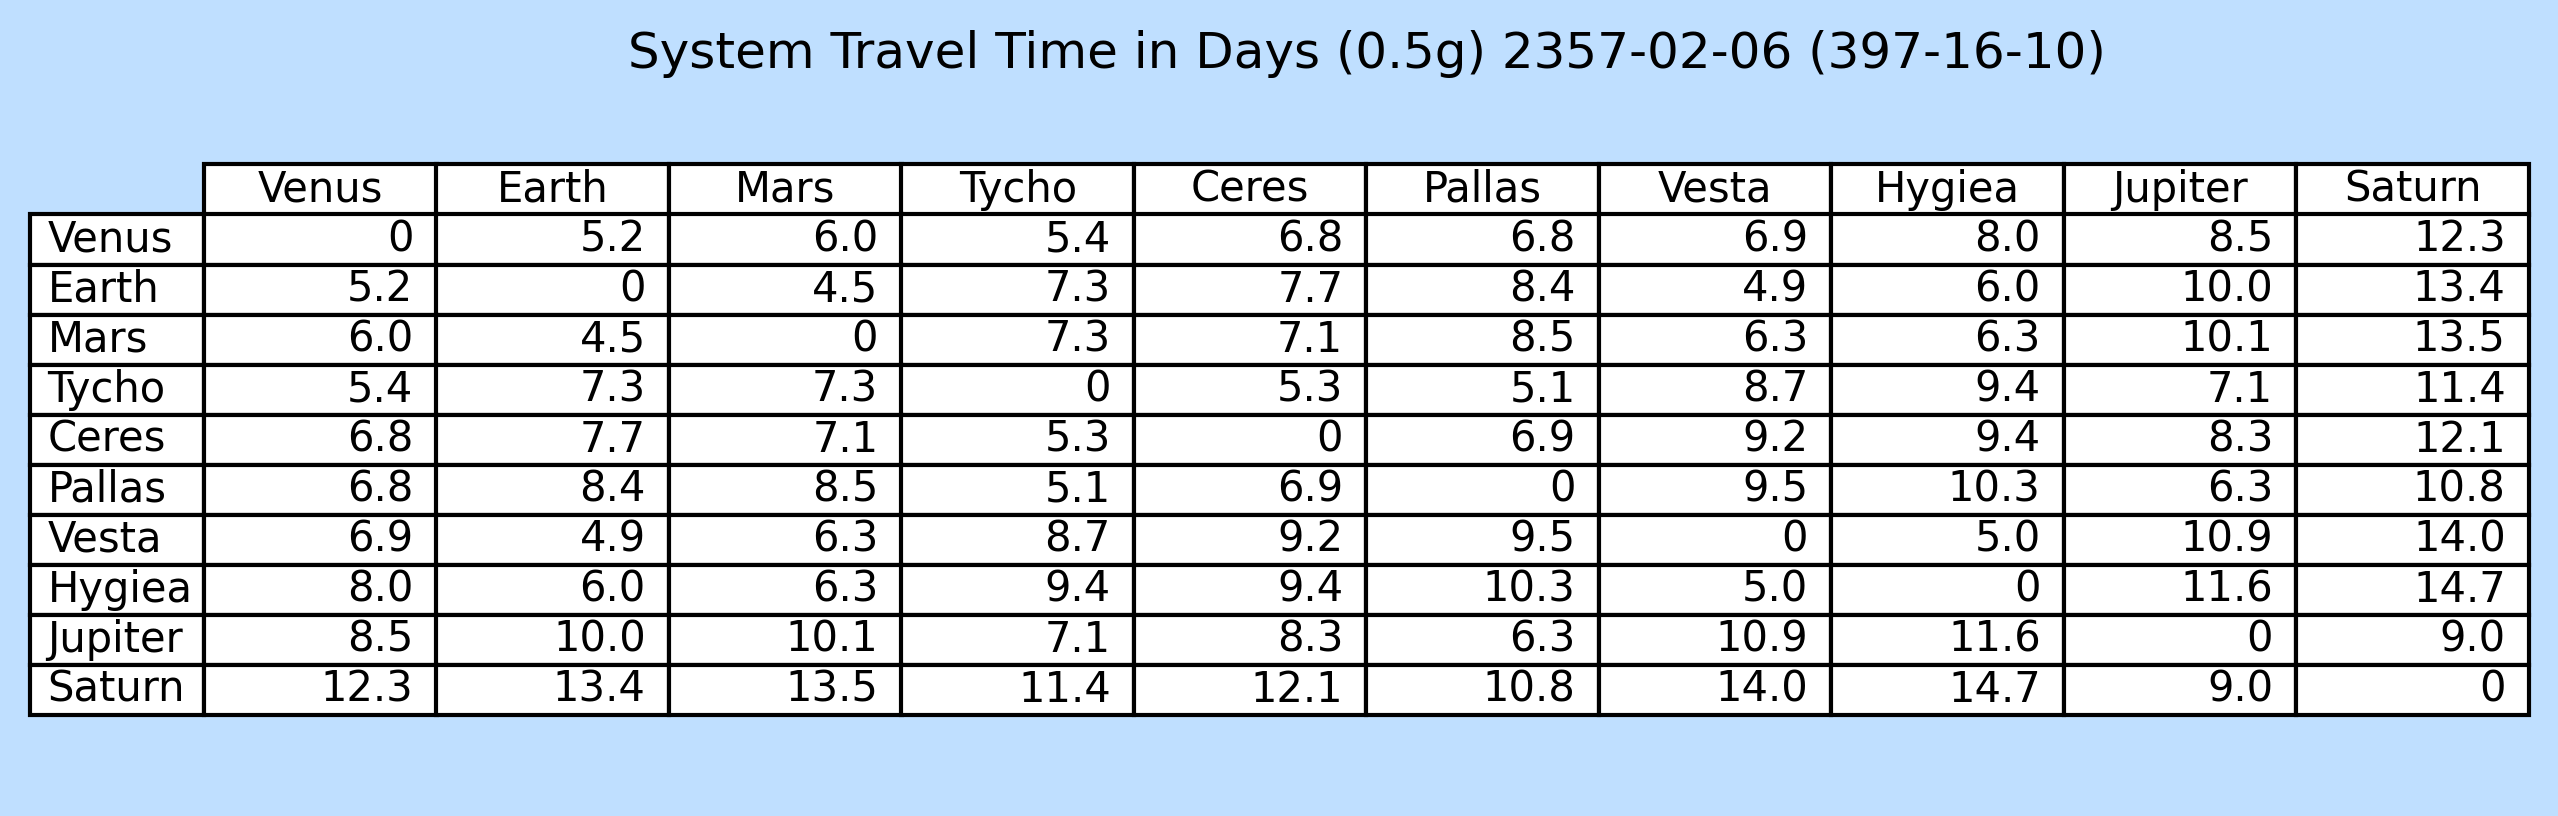 System Travel Time in Days (0.5g) 2357-02-06 (397-16-10)
Venus Earth Mars Tycho Ceres Pallas Vesta Hygiea Jupiter Saturn
Venus 0 5.2 6.0 5.4 6.8 6.8 6.9 8.0 8.5 12.3
Earth 5.2 0 4.5 7.3 7.7 8.4 4.9 6.0 10.0 13.4
Mars 6.0 4.5 0 7.3 7.1 8.5 6.3 6.3 10.1 13.5
Tycho 5.4 7.3 7.3 0 5.3 5.1 8.7 9.4 7.1 11.4
Ceres 6.8 7.7 7.1 5.3 0 6.9 9.2 9.4 8.3 12.1
Pallas 6.8 8.4 8.5 5.1 6.9 0 9.5 10.3 6.3 10.8
Vesta 6.9 4.9 6.3 8.7 9.2 9.5 0 5.0 10.9 14.0
Hygiea 8.0 6.0 6.3 9.4 9.4 10.3 5.0 0 11.6 14.7
Jupiter 8.5 10.0 10.1 7.1 8.3 6.3 10.9 11.6 0 9.0
Saturn 12.3 13.4 13.5 11.4 12.1 10.8 14.0 14.7 9.0 0